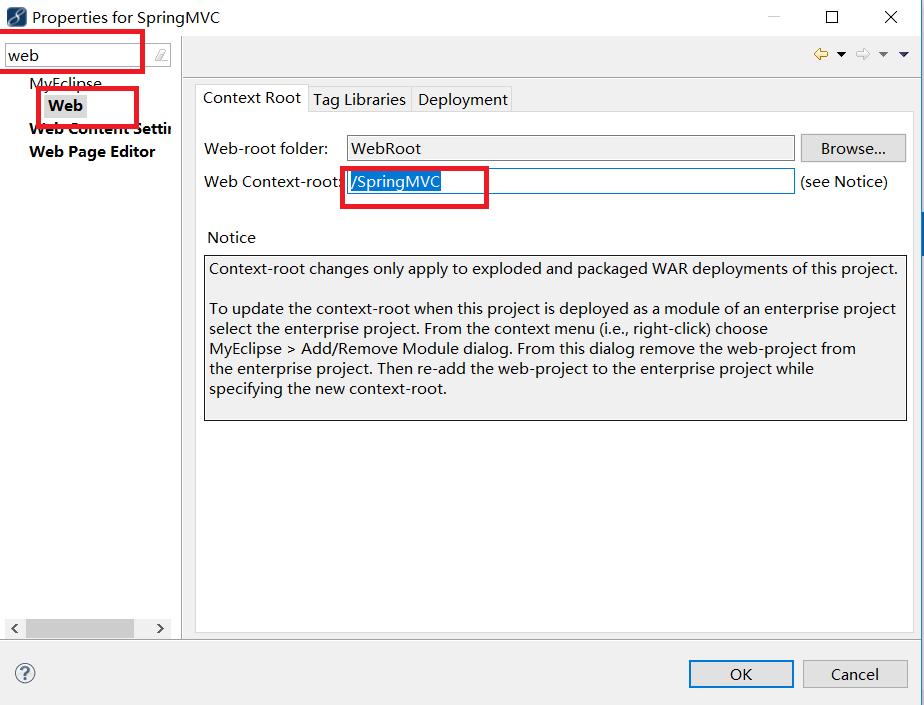 Properties for SpringMVC
web
MyEclipse
Web
Web Content Settin
Web Page Editor
Context Root
Tag Libraries
Deployment
Web-root folder:
WebRoot
Browse...
Web Context-root:
/SpringMVC
(see Notice)
Notice
Context-root changes only apply to exploded and packaged WAR deployments of this project.
To update the context-root when this project is deployed as a module of an enterprise project
select the enterprise project. From the context menu (i.e., right-click) choose
MyEclipse > Add/Remove Module dialog. From this dialog remove the web-project from
the enterprise project. Then re-add the web-project to the enterprise project while
specifying the new context-root.
OK
Cancel